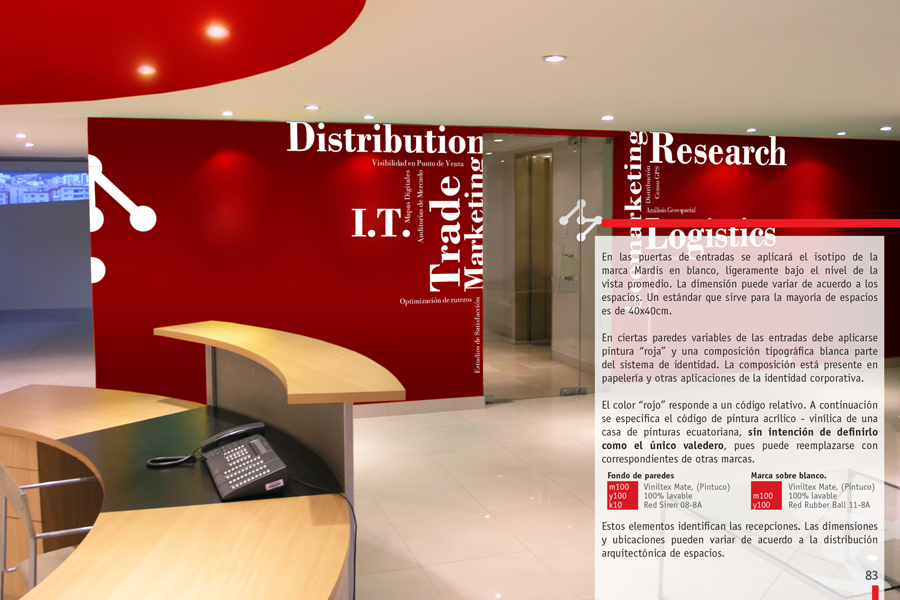 Distribution
Visibilidad en Punto de Venta
Mapas Digitales
Auditorías de Mercado
I.T.
Trade
Marketing
Optimización de ruteros
Estudios de Satisfacción
Research
Distribución
Censo GPS
Análisis Geoespacial
Logistics
En las puertas de entradas se aplicará el isotipo de la
marca Mardis en blanco, ligeramente bajo el nivel de la
vista promedio. La dimensión puede variar de acuerdo a los
espacios. Un estándar que sirve para la mayoria de espacios
es de 40x40cm.
En ciertas paredes variables de las entradas debe aplicarse
pintura “roja” y una composición tipográfica blanca parte
del sistema de identidad. La composición está presente en
papelería y otras aplicaciones de la identidad corporativa.
El color “rojo” responde a un código relativo. A continuación
se especifica el código de pintura acrílico - vinílica de una
casa de pinturas ecuatoriana, sin intención de definirlo
como el único valedero, pues puede reemplazarse con
correspondientes de otras marcas.
Fondo de paredes
m100
y100
k10
Viniltex Mate, (Pintuco)
100% lavable
Red Siren 08-8A
Marca sobre blanco.
m100
y100
Viniltex Mate, (Pintuco)
100% lavable
Red Rubber Ball 11-8A
Estos elementos identifican las recepciones. Las dimensiones
y ubicaciones pueden variar de acuerdo a la distribución
arquitectónica de espacios.
83